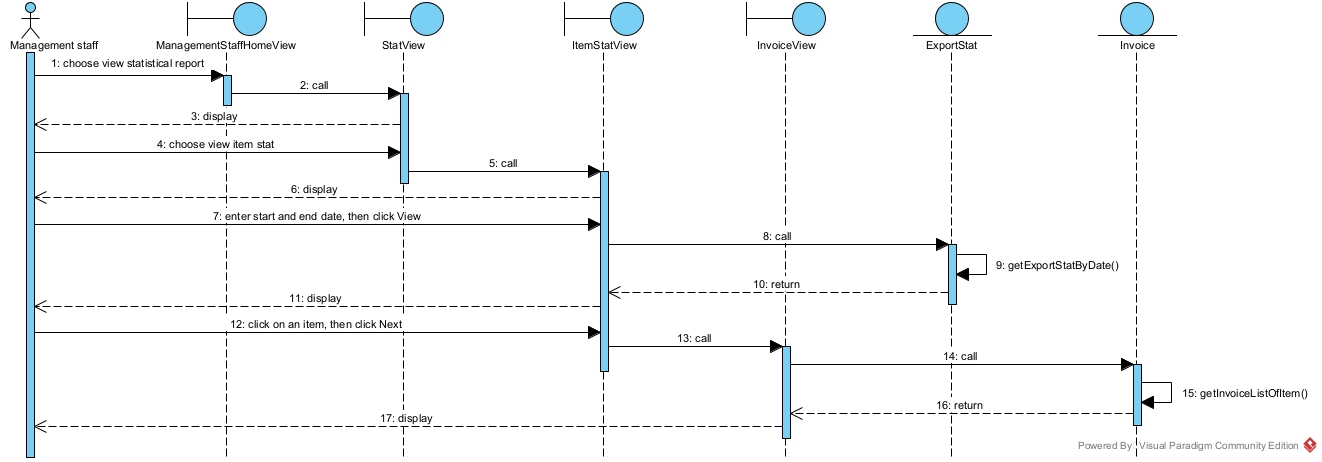 Management staff
ManagementStaffHomeView
StatView
ItemStatView
InvoiceView
ExportStat
Invoice
1: choose view statistical report
2: call
3: display
4: choose view item stat
5: call
6: display
7: enter start and end date, then click View
8: call
9: getExportStatByDate()
10: return
11: display
12: click on an item, then click Next
13: call
14: call
15: getInvoiceListOfItem()
16: return
17: display
Powered By: Visual Paradigm Community Edition